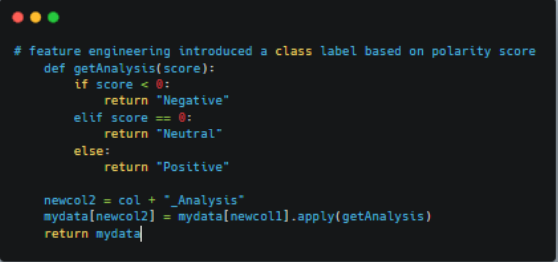 # feature engineering introduced a class label based on polarity score
def getAnalysis(score):
if score < 0:
return "Negative"
elif score == 0:
return "Neutral"
else:
return "Positive"
newcol2 = col + "_Analysis"
mydata[newcol2] = mydata[newcol1].apply(getAnalysis)
return mydata